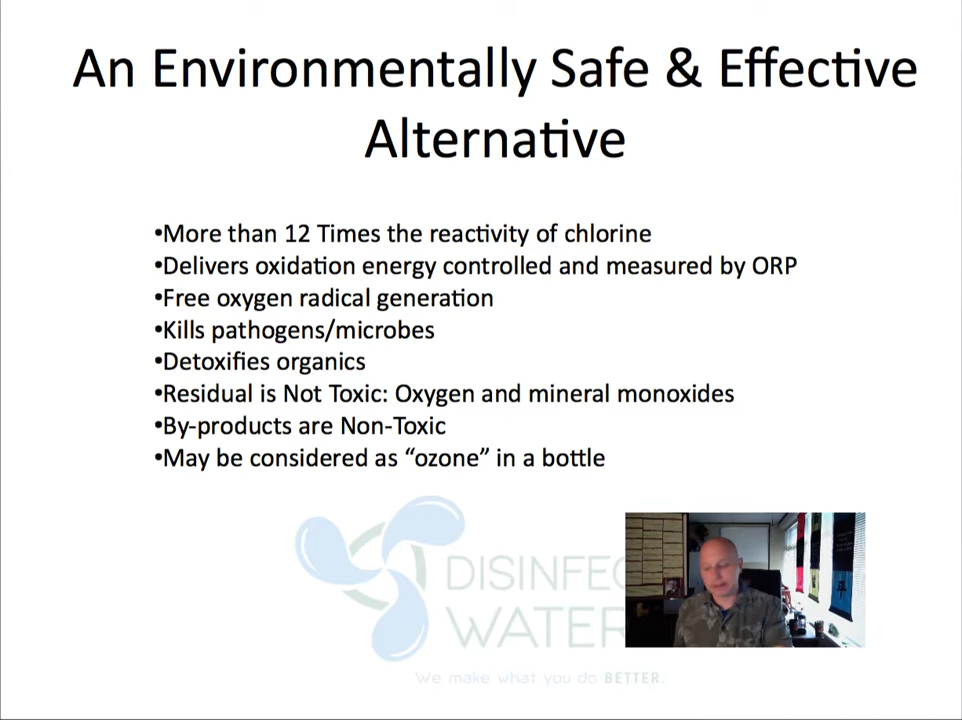 An Environmentally Safe & Effective
Alternative
•More than 12 Times the reactivity of chlorine
•Delivers oxidation energy controlled and measured by ORP
•Free oxygen radical generation
•Kills pathogens/microbes
•Detoxifies organics
•Residual is Not Toxic: Oxygen and mineral monoxides
•By-products are Non-Toxic
•May be considered as “ozone” in a bottle
DISINFEC
WATER
We make what you do BETTER.